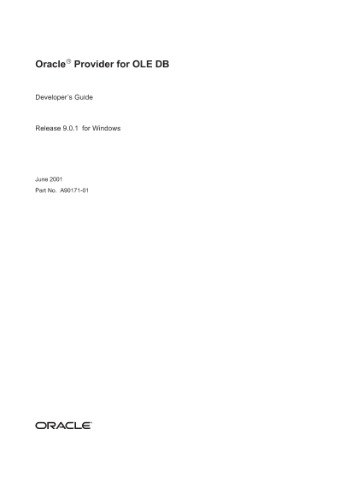 Oracle® Provider for OLE DB
Developer's Guide
Release 9.0.1 for Windows
June 2001
Part No. A90171-01
ORACLE®